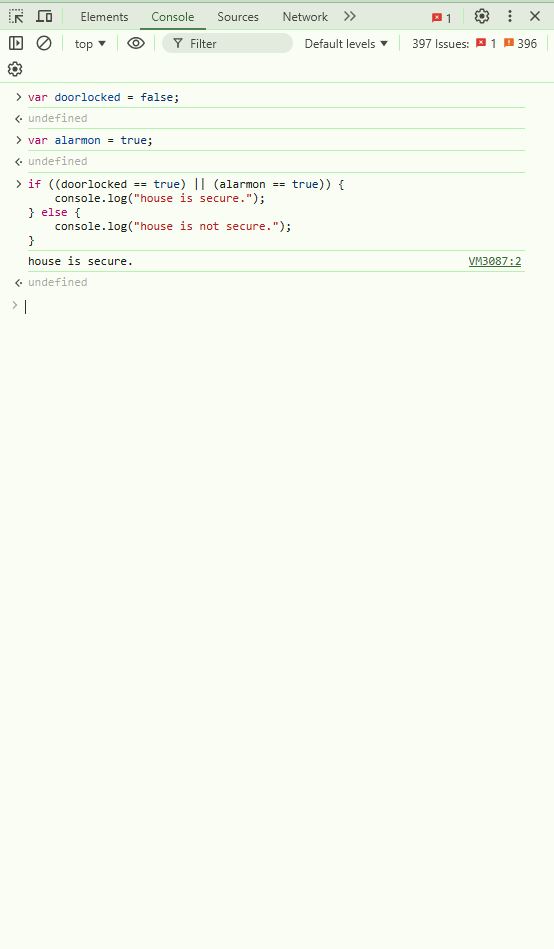 Elements Console Sources Network 1
top Filter Default levels 397 Issues: 1 396
var doorlocked = false;
undefined
var alarmon = true;
undefined
if ((doorlocked == true) || (alarmon == true)) {
    console.log("house is secure.");
} else {
    console.log("house is not secure.");
}
house is secure. VM3087:2
undefined